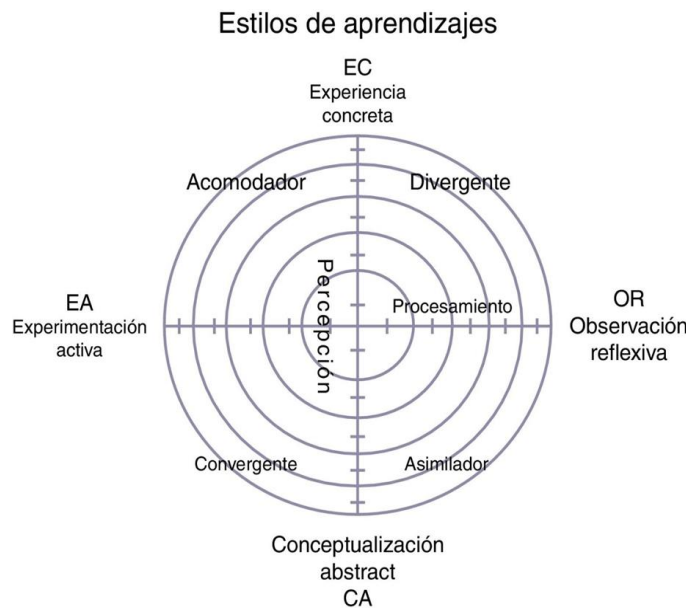 Estilos de aprendizajes
EC
Experiencia
concreta
Acomodador
Divergente
Percepción
Procesamiento
EA
Experimentación
activa
OR
Observación
reflexiva
Convergente
Asimilador
Conceptualización
abstract
CA